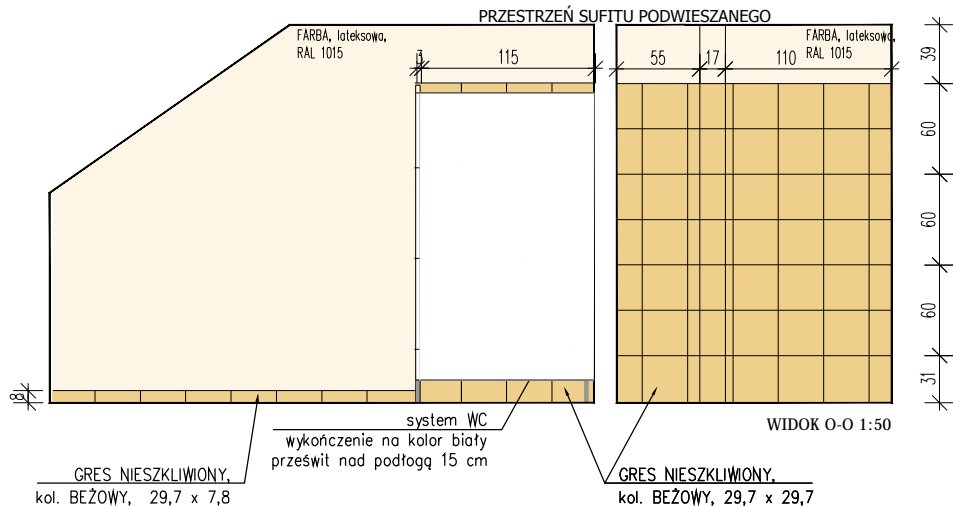 PRZESTRZEŃ SUFITU PODWIESZANEGO
FARBA, lateksowa,
RAL 1015
FARBA, lateksowa,
RAL 1015
3
115
55
17
110
39
60
60
60
31
8
system WC
wykończenie na kolor biały
prześwit nad podłogą 15 cm
WIDOK O-O 1:50
GRES NIESZKLIWIONY,
kol. BEŻOWY, 29,7 x 7,8
GRES NIESZKLIWIONY,
kol. BEŻOWY, 29,7 x 29,7